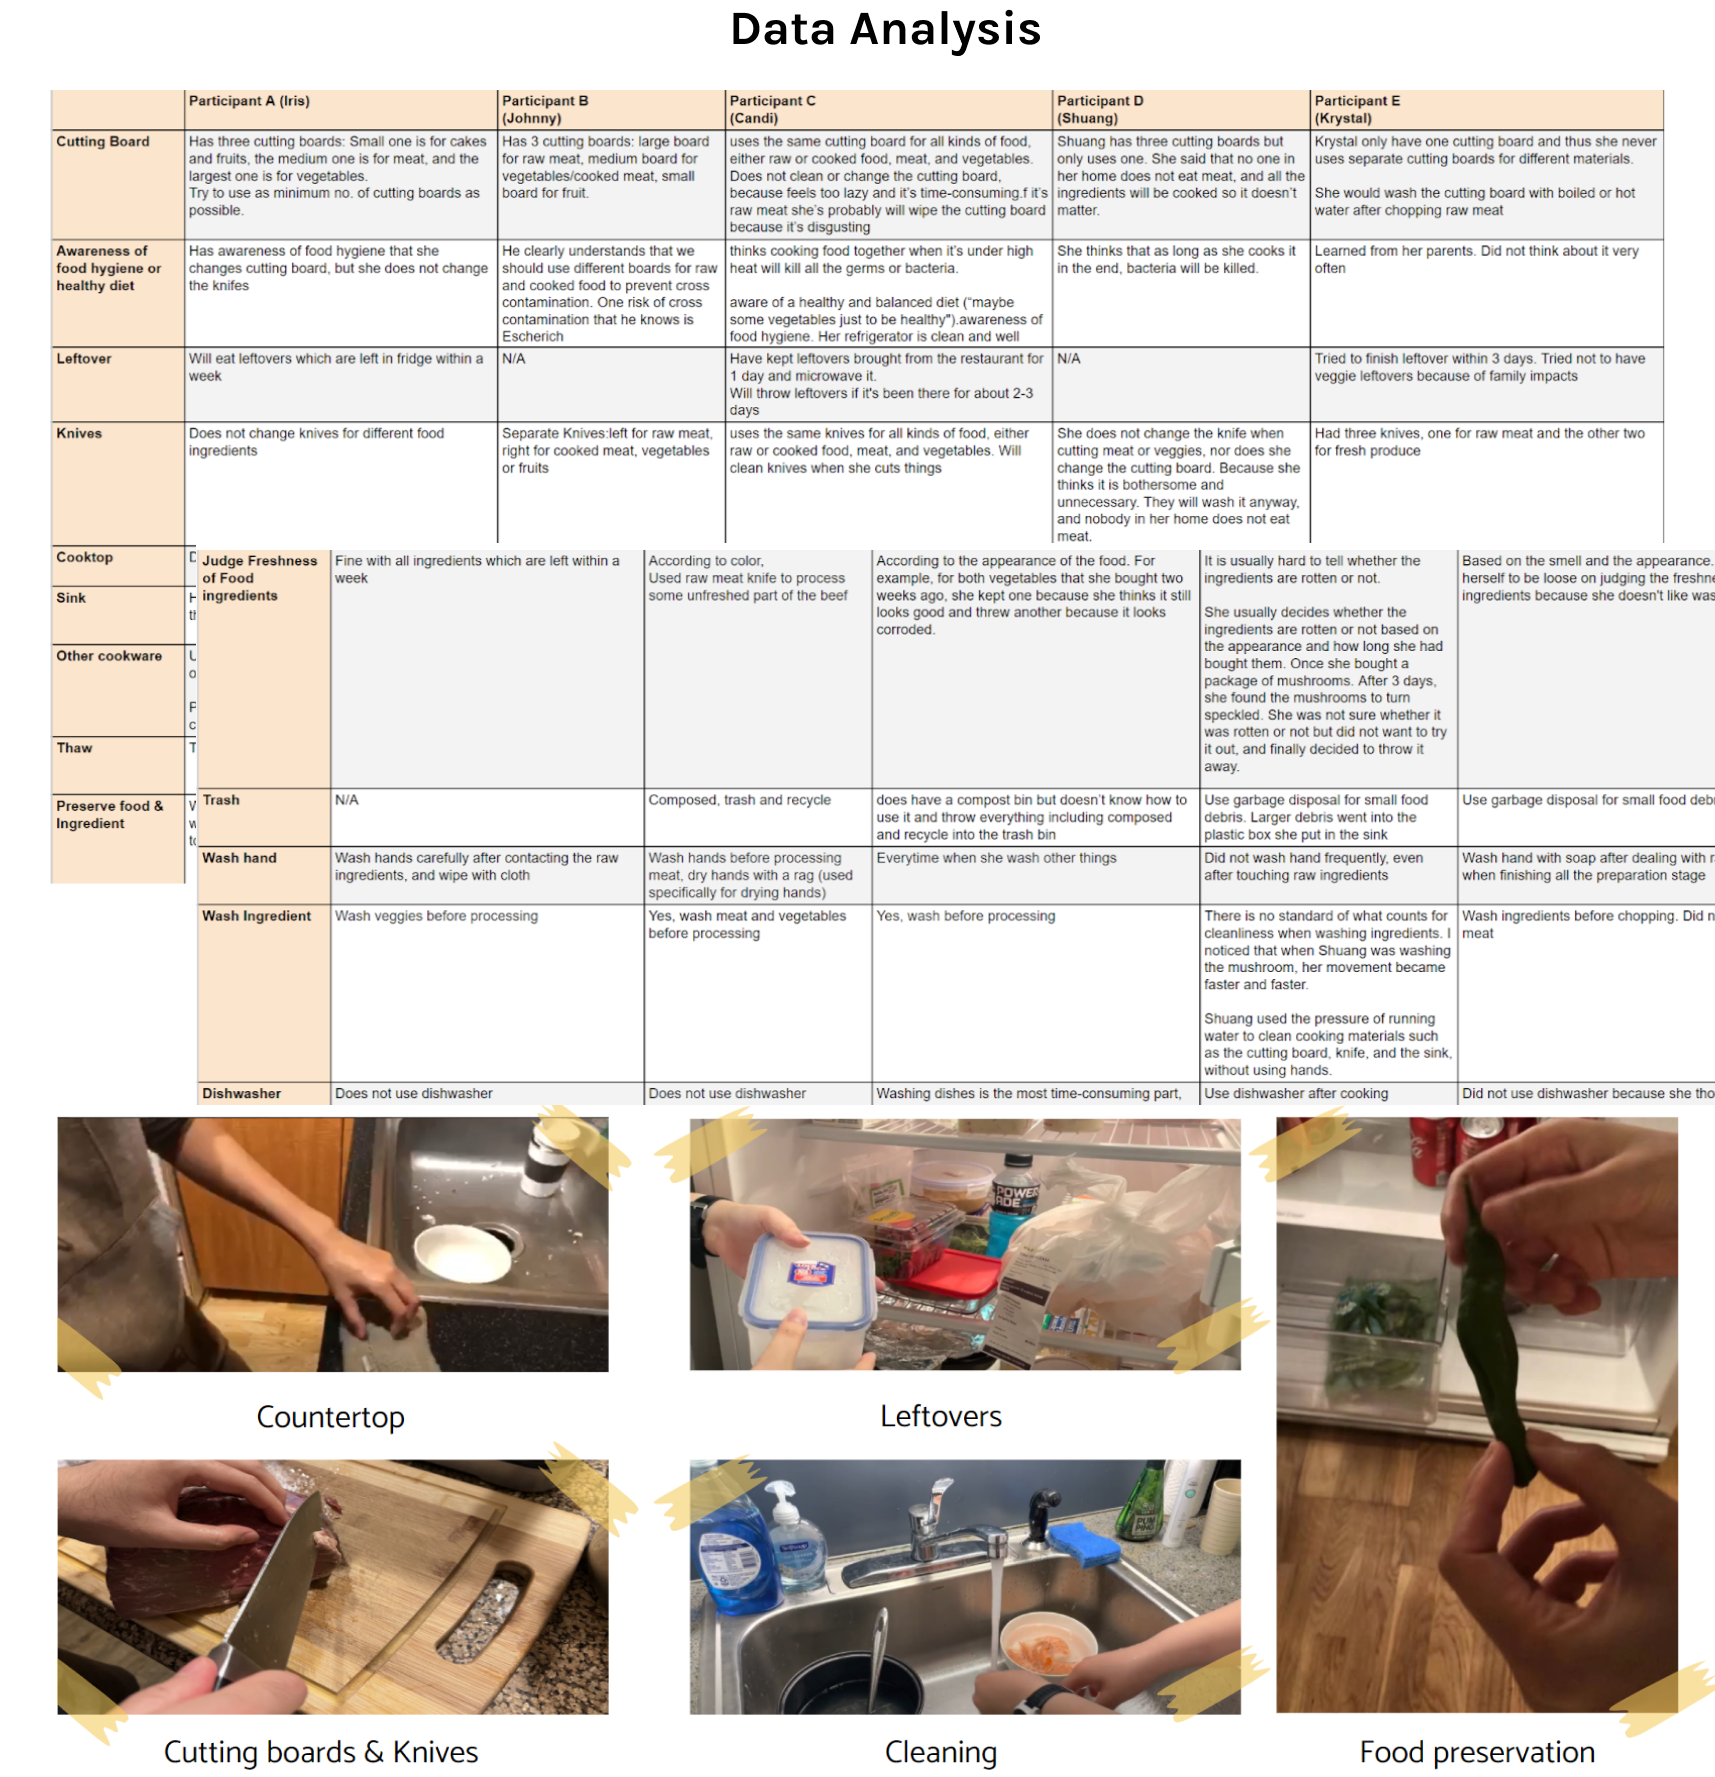 Data Analysis
Participant A (Iris)
Participant B
(Johnny)
Participant C
(Candi)
Participant D
(Shuang)
Participant E
(Krystal)
Cutting Board
Has three cutting boards: Small one is for cakes
and fruits, the medium one is for meat, and the
largest one is for vegetables.
Try to use as minimum no. of cutting boards as
possible.
Has 3 cutting boards: large board
for raw meat, medium board for
vegetables/cooked meat, small
board for fruit.
uses the same cutting board for all kinds of food,
either raw or cooked food, meat, and vegetables.
Does not clean or change the cutting board,
because feels too lazy and it's time-consuming.f it's
raw meat she's probably will wipe the cutting board
because it's disgusting
Shuang has three cutting boards but
only uses one. She said that no one in
her home does not eat meat, and all the
ingredients will be cooked so it doesn't
matter.
Krystal only have one cutting board and thus she never
uses separate cutting boards for different materials.
She would wash the cutting board with boiled or hot
water after chopping raw meat
Awareness of
food hygiene or
healthy diet
Has awareness of food hygiene that she
changes cutting board, but she does not change
the knifes
He clearly understands that we
should use different boards for raw
and cooked food to prevent cross
contamination. One risk of cross
contamination that he knows is
Escherich
thinks cooking food together when it's under high
heat will kill all the germs or bacteria.
aware of a healthy and balanced diet ("maybe
some vegetables just to be healthy").awareness of
food hygiene. Her refrigerator is clean and well
She thinks that as long as she cooks it
in the end, bacteria will be killed.
Learned from her parents. Did not think about it very
often
Leftover
Will eat leftovers which are left in fridge within a
week
N/A
Have kept leftovers brought from the restaurant for
1 day and microwave it.
Will throw leftovers if it's been there for about 2-3
days
N/A
Tried to finish leftover within 3 days. Tried not to have
veggie leftovers because of family impacts
Knives
Does not change knives for different food
ingredients
Separate Knives:left for raw meat,
right for cooked meat, vegetables
or fruits
uses the same knives for all kinds of food, either
raw or cooked food, meat, and vegetables. Will
clean knives when she cuts things
She does not change the knife when
cutting meat or veggies, nor does she
change the cutting board. Because she
thinks it is bothersome and
unnecessary. They will wash it anyway,
and nobody in her home does not eat
meat.
Had three knives, one for raw meat and the other two
for fresh produce
Cooktop
Sink
Other cookware
Thaw
Preserve food &
Ingredient
Judge Freshness
of Food
ingredients
Fine with all ingredients which are left within a
week
According to color,
Used raw meat knife to process
some unfreshed part of the beef
According to the appearance of the food. For
example, for both vegetables that she bought two
weeks ago, she kept one because she thinks it still
looks good and threw another because it looks
corroded.
It is usually hard to tell whether the
ingredients are rotten or not.
She usually decides whether the
ingredients are rotten or not based on
the appearance and how long she had
bought them. Once she bought a
package of mushrooms. After 3 days,
she found the mushrooms to turn
speckled. She was not sure whether it
was rotten or not but did not want to try
it out, and finally decided to throw it
away.
Based on the smell and the appearance.
herself to be loose on judging the
ingredients because she doesn't like
Trash
N/A
Composed, trash and recycle
does have a compost bin but doesn't know how to
use it and throw everything including composed
and recycle into the trash bin
Use garbage disposal for small food
debris. Larger debris went into the
plastic box she put in the sink
Use garbage disposal for small food
Wash hand
Wash hands carefully after contacting the raw
ingredients, and wipe with cloth
Wash hands before processing
meat, dry hands with a rag (used
specifically for drying hands)
Everytime when she wash other things
Did not wash hand frequently, even
after touching raw ingredients
Wash hand with soap after dealing with
when finishing all the preparation stage
Wash Ingredient
Wash veggies before processing
Yes, wash meat and vegetables
before processing
Yes, wash before processing
There is no standard of what counts for
cleanliness when washing ingredients. I
noticed that when Shuang was washing
the mushroom, her movement became
faster and faster.
Shuang used the pressure of running
water to clean cooking materials such
as the cutting board, knife, and the sink,
without using hands.
Wash ingredients before chopping. Did
meat
Dishwasher
Does not use dishwasher
Does not use dishwasher
Washing dishes is the most time-consuming part,
Use dishwasher after cooking
Did not use dishwasher because she
POWER
ADE
Countertop
Leftovers
Cutting boards & Knives
Cleaning
Food preservation